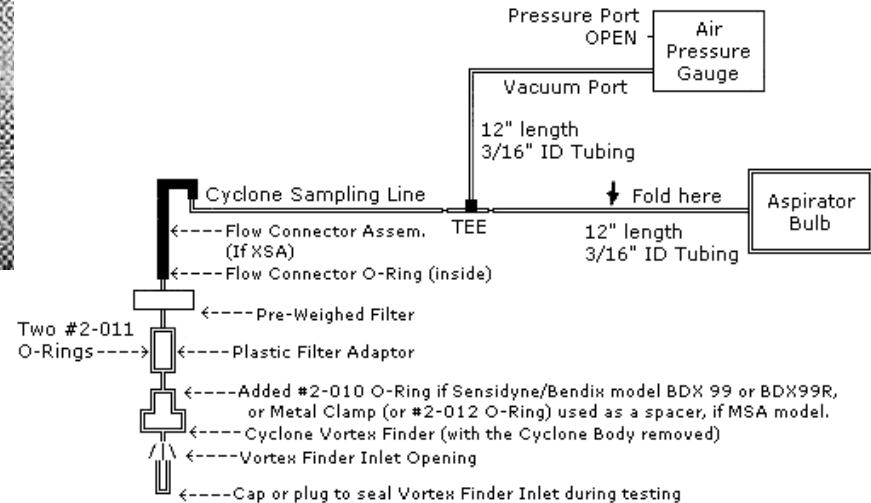 Pressure Port
OPEN
Air
Pressure
Gauge
Vacuum Port
12" length
3/16" ID Tubing
Cyclone Sampling Line
Fold here
Aspirator
Bulb
TEE
12" length
3/16" ID Tubing
Flow Connector Assem.
(If XSA)
Flow Connector O-Ring (inside)
Pre-Weighed Filter
Two #2-011
O-Rings
Plastic Filter Adaptor
Added #2-010 O-Ring if Sensidyne/Bendix model BDX 99 or BDX99R,
or Metal Clamp (or #2-012 O-Ring) used as a spacer, if MSA model.
Cyclone Vortex Finder (with the Cyclone Body removed)
Vortex Finder Inlet Opening
Cap or plug to seal Vortex Finder Inlet during testing